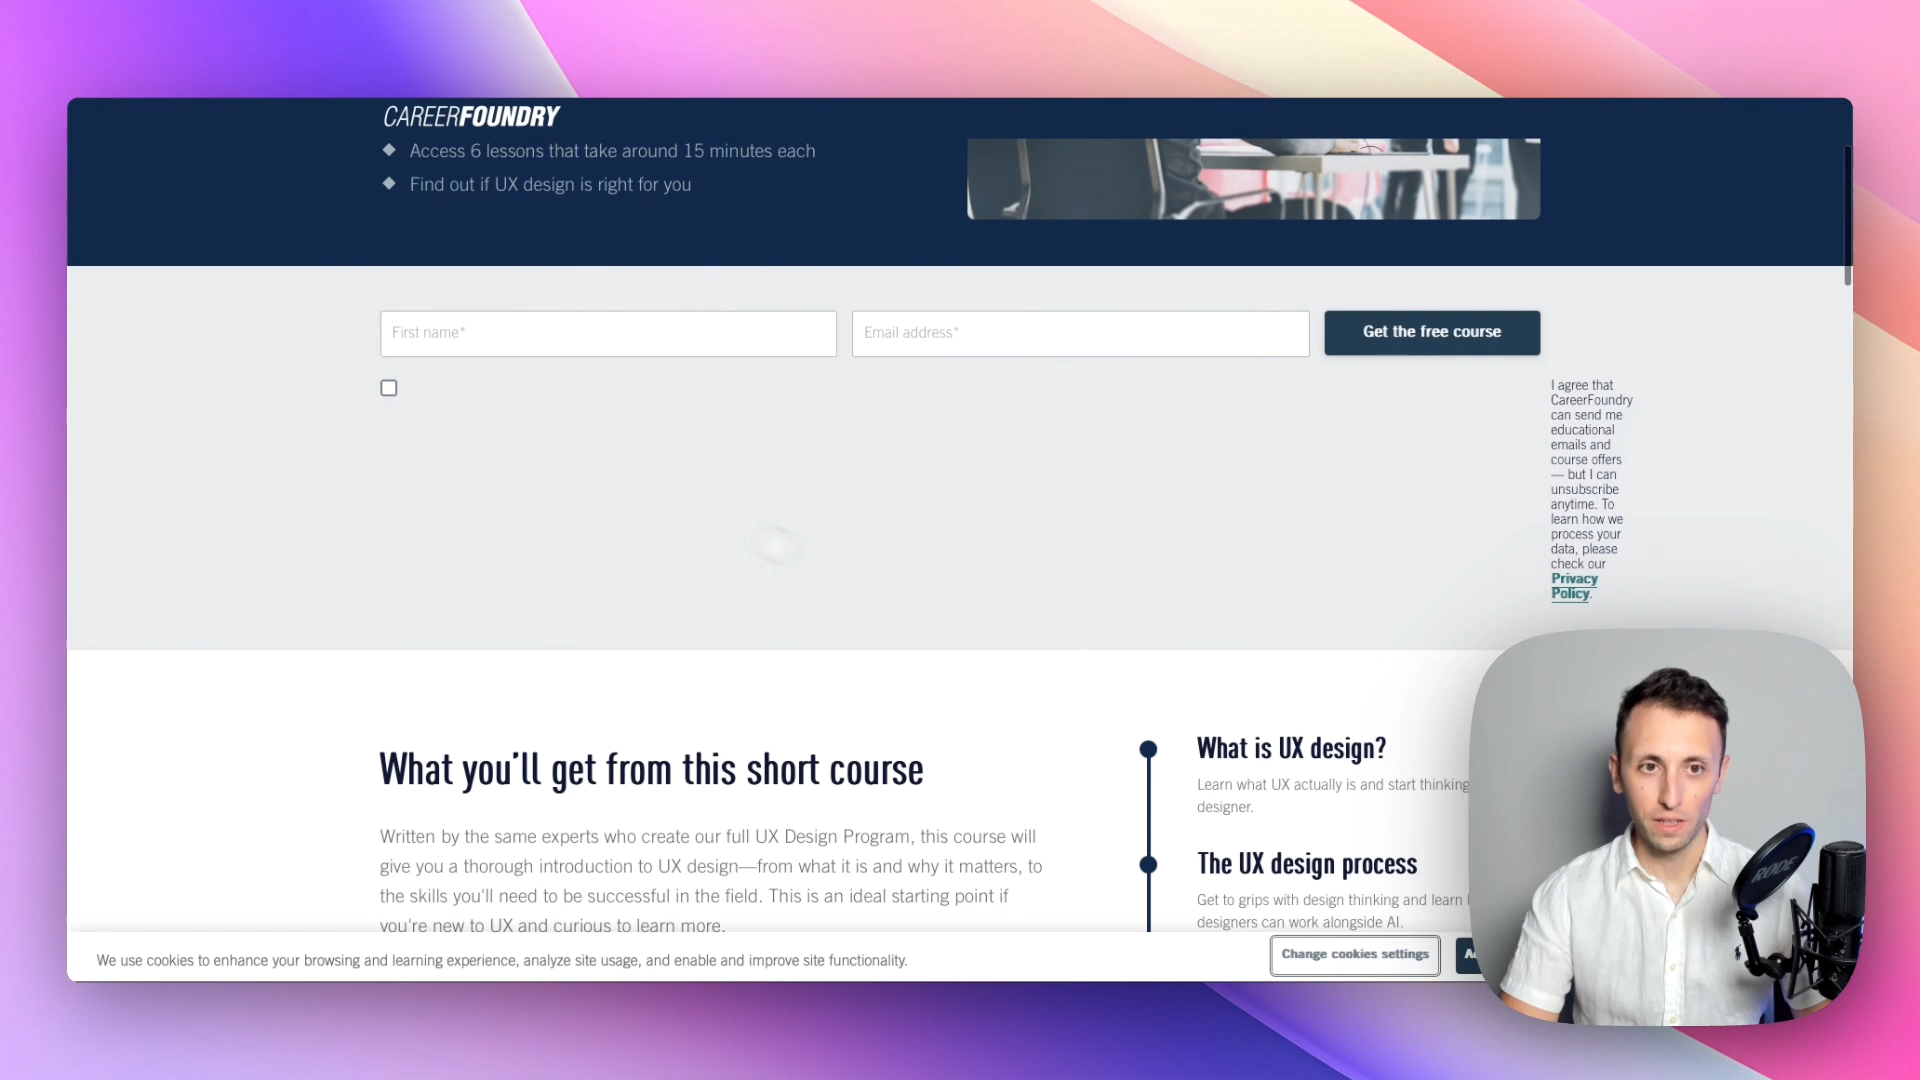 CAREERFOUNDRY
Access 6 lessons that take around 15 minutes each
Find out if UX design is right for you
First name*
Email address*
Get the free course
I agree that
CareerFoundry
can send me
educational
emails and
course offers
— but I can
unsubscribe
anytime. To
learn how we
process your
data, please
check our
Privacy
Policy.
What you'll get from this short course
Written by the same experts who create our full UX Design Program, this course will
give you a thorough introduction to UX design—from what it is and why it matters, to
the skills you'll need to be successful in the field. This is an ideal starting point if
you're new to UX and curious to learn more.
What is UX design?
Learn what UX actually is and start thinking
designer.
The UX design process
Get to grips with design thinking and learn
designers can work alongside AI.
We use cookies to enhance your browsing and learning experience, analyze site usage, and enable and improve site functionality.
Change cookies settings
RODE